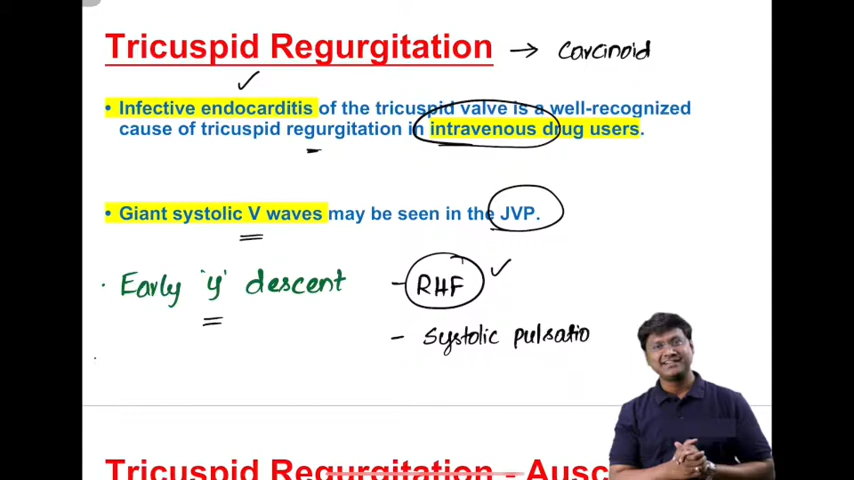 Tricuspid Regurgitation → Carcinoid
• Infective endocarditis of the tricuspid valve is a well-recognized
cause of tricuspid regurgitation in intravenous drug users.
• Giant systolic V waves may be seen in the JVP.
· Early 'y' descent
- RHF ✓
- Systolic pulsatio
Tricuspid Regurgitation - Ausc